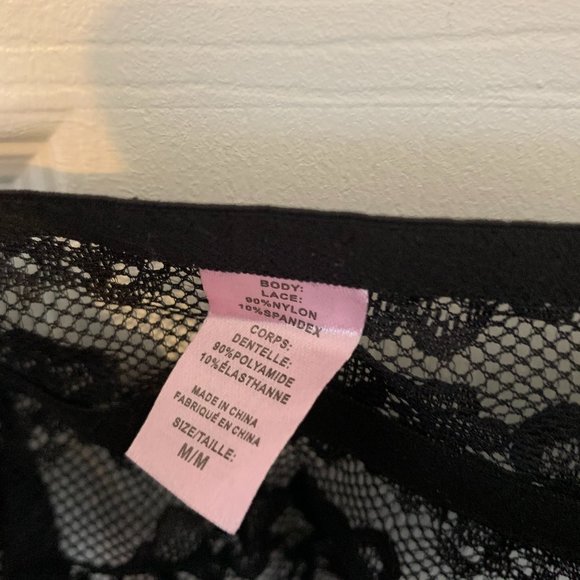 BODY:
LACE:
90%NYLON
10%SPANDEX
CORPS:
DENTELLE:
90%POLYAMIDE
10%ÉLASTHANNE
MADE IN CHINA
FABRIQUÉ EN CHINA
SIZE/TAILLE:
M/M